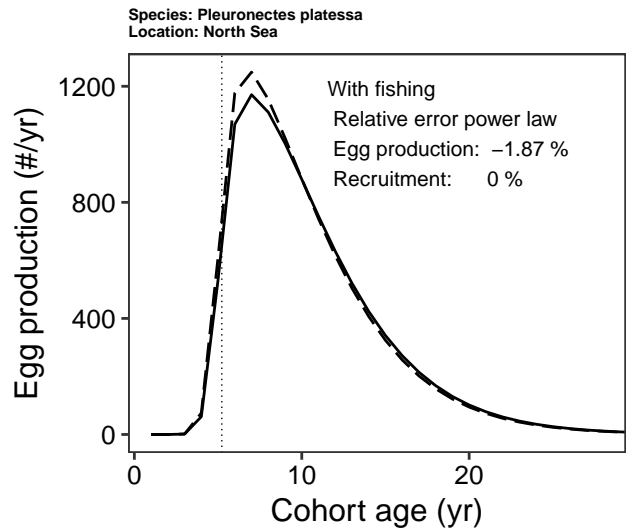 Species: Pleuronectes platessa
Location: North Sea
With fishing
Relative error power law
Egg production: −1.87 %
Recruitment: 0 %
Egg production (#/yr)
1200
800
400
0
0 10 20
Cohort age (yr)